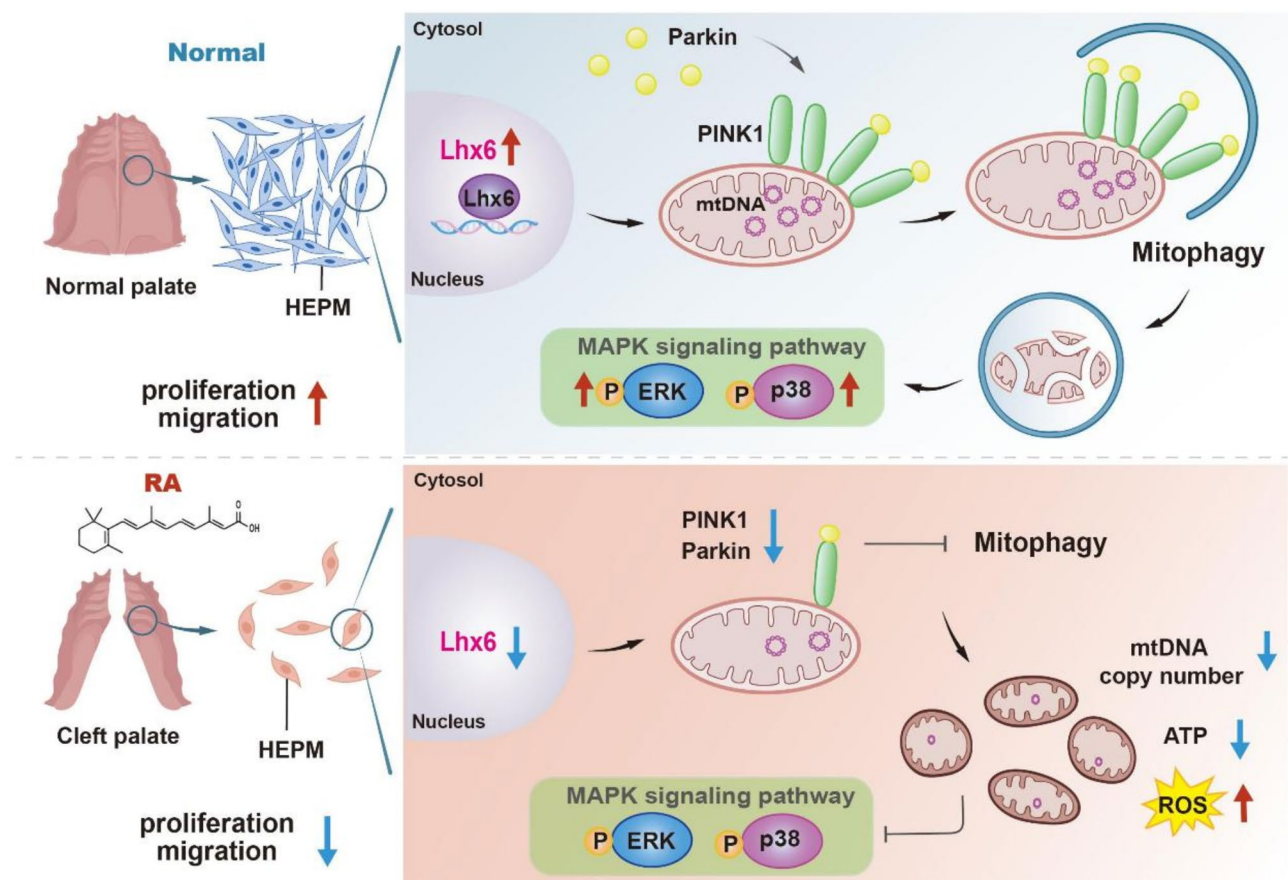 Normal
Normal palate
HEPM
proliferation
migration
Cytosol
Parkin
PINK1
Lhx6
Lhx6
mtDNA
Nucleus
Mitophagy
MAPK signaling pathway
P ERK P p38
RA
O
OH
Cleft palate
HEPM
proliferation
migration
Cytosol
PINK1
Parkin
Mitophagy
Lhx6
Nucleus
mtDNA
copy number
ATP
ROS
MAPK signaling pathway
P ERK P p38